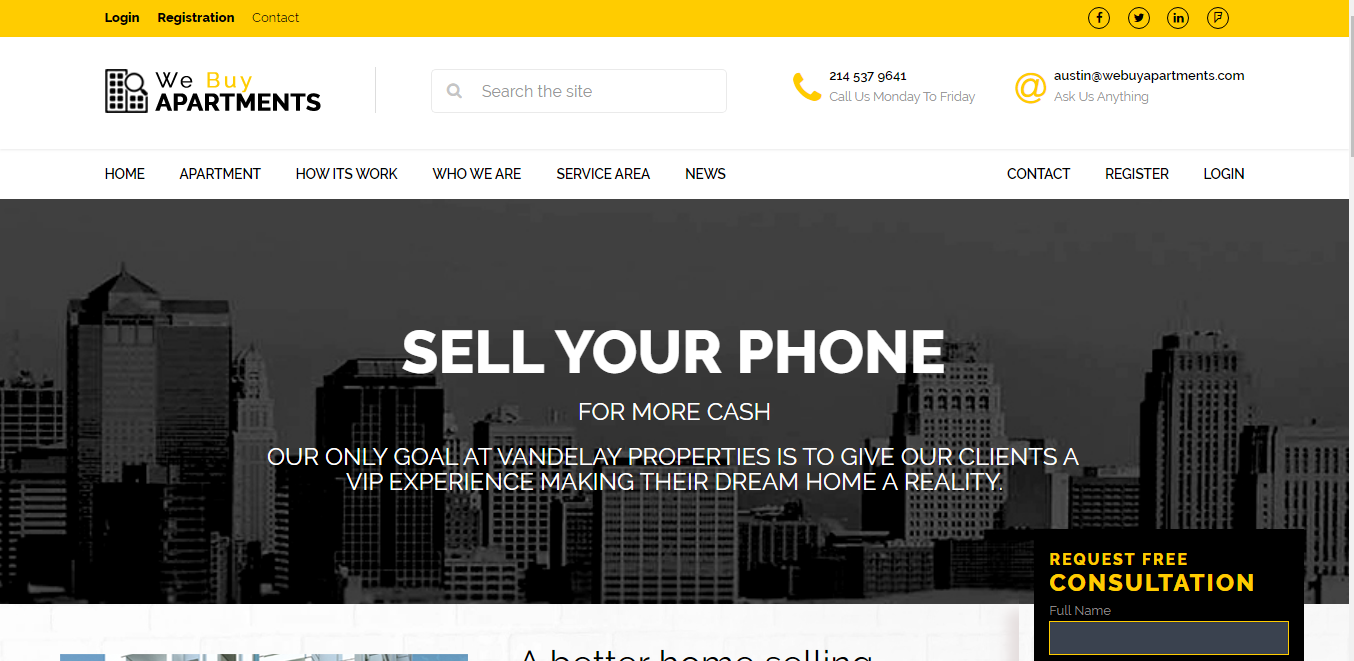 Login Registration Contact
We Buy
APARTMENTS
Search the site
214 537 9641
Call Us Monday To Friday
austin@webuyapartments.com
Ask Us Anything
HOME APARTMENT HOW ITS WORK WHO WE ARE SERVICE AREA NEWS CONTACT REGISTER LOGIN
SELL YOUR PHONE
FOR MORE CASH
OUR ONLY GOAL AT VANDELAY PROPERTIES IS TO GIVE OUR CLIENTS A
VIP EXPERIENCE MAKING THEIR DREAM HOME A REALITY.
REQUEST FREE
CONSULTATION
Full Name
A better home selling